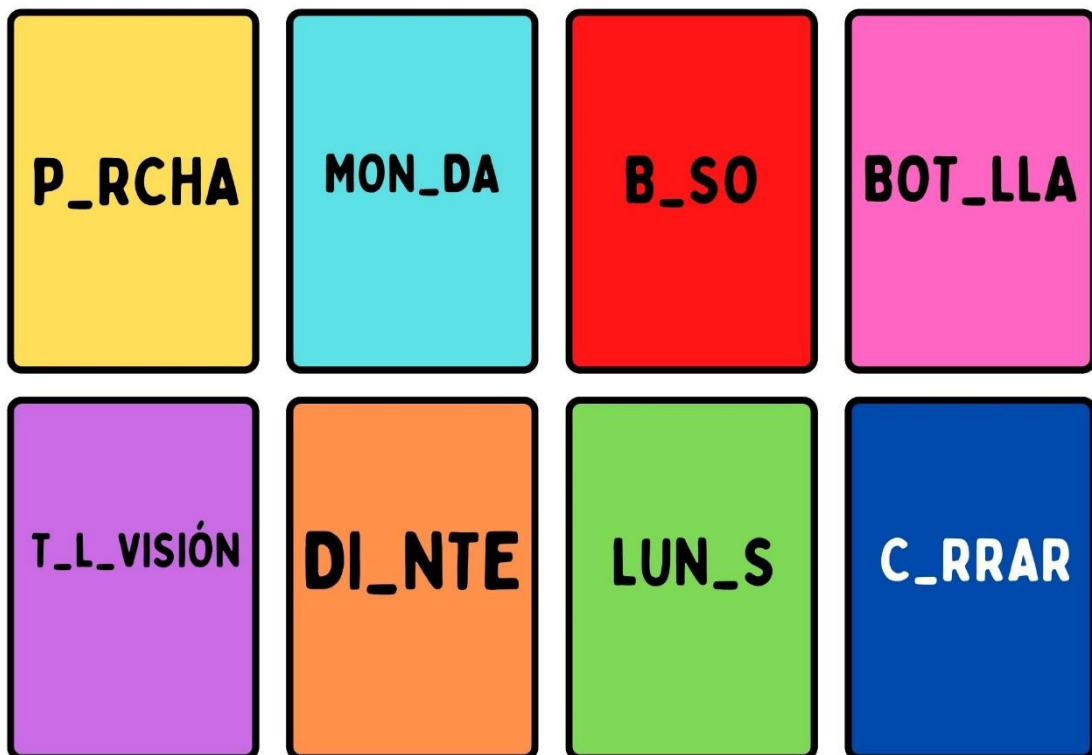 P_RCHA
MON_DA
B_SO
BOT_LLA
T_L_VISIÓN
DI_NTE
LUN_S
C_RRAR